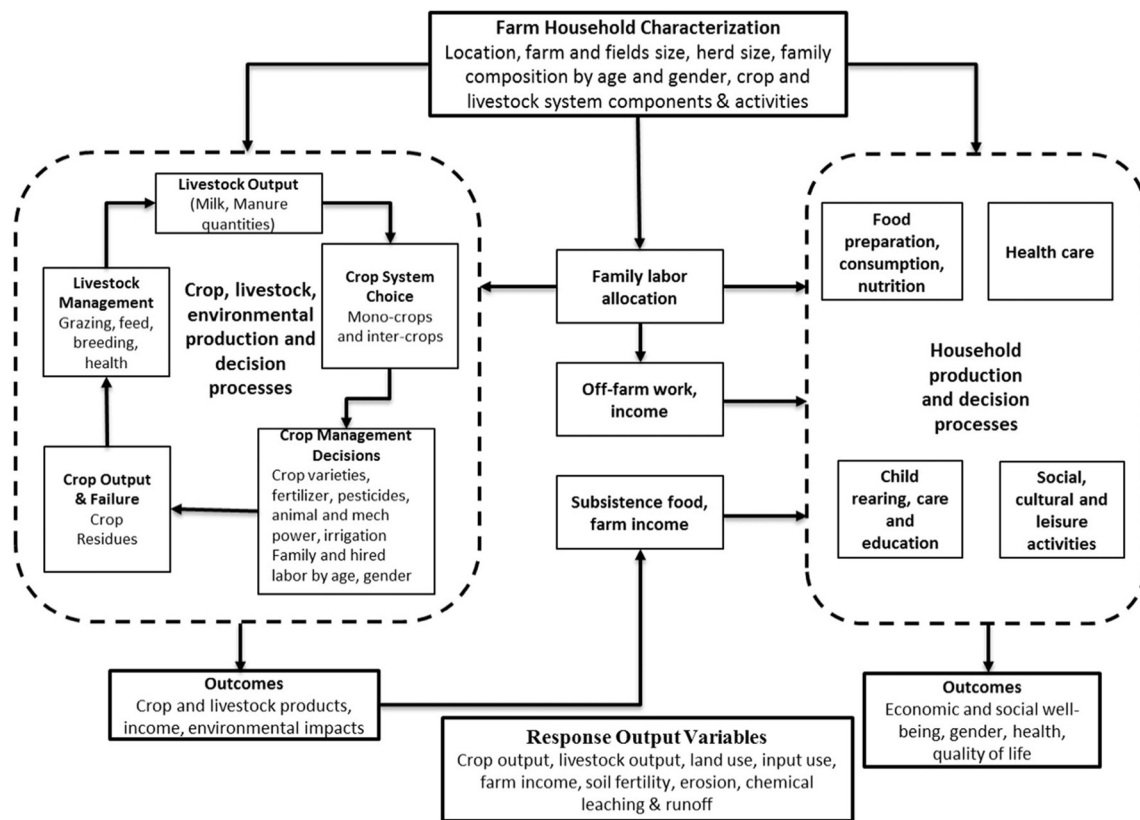 Farm Household Characterization
Location, farm and fields size, herd size, family
composition by age and gender, crop and
livestock system components & activities
Livestock Output
(Milk, Manure
quantities)
Livestock
Management
Grazing, feed,
breeding,
health
Crop, livestock,
environmental
production and
decision
processes
Crop System
Choice
Mono-crops
and inter-crops
Crop Management
Decisions
Crop varieties,
fertilizer, pesticides,
animal and mech
power, irrigation
Family and hired
labor by age, gender
Crop Output
& Failure
Crop
Residues
Family labor
allocation
Off-farm work,
income
Subsistence food,
farm income
Food
preparation,
consumption,
nutrition
Health care
Household
production
and decision
processes
Child
rearing, care
and
education
Social,
cultural and
leisure
activities
Outcomes
Crop and livestock products,
income, environmental impacts
Response Output Variables
Crop output, livestock output, land use, input use,
farm income, soil fertility, erosion, chemical
leaching & runoff
Outcomes
Economic and social well-
being, gender, health,
quality of life